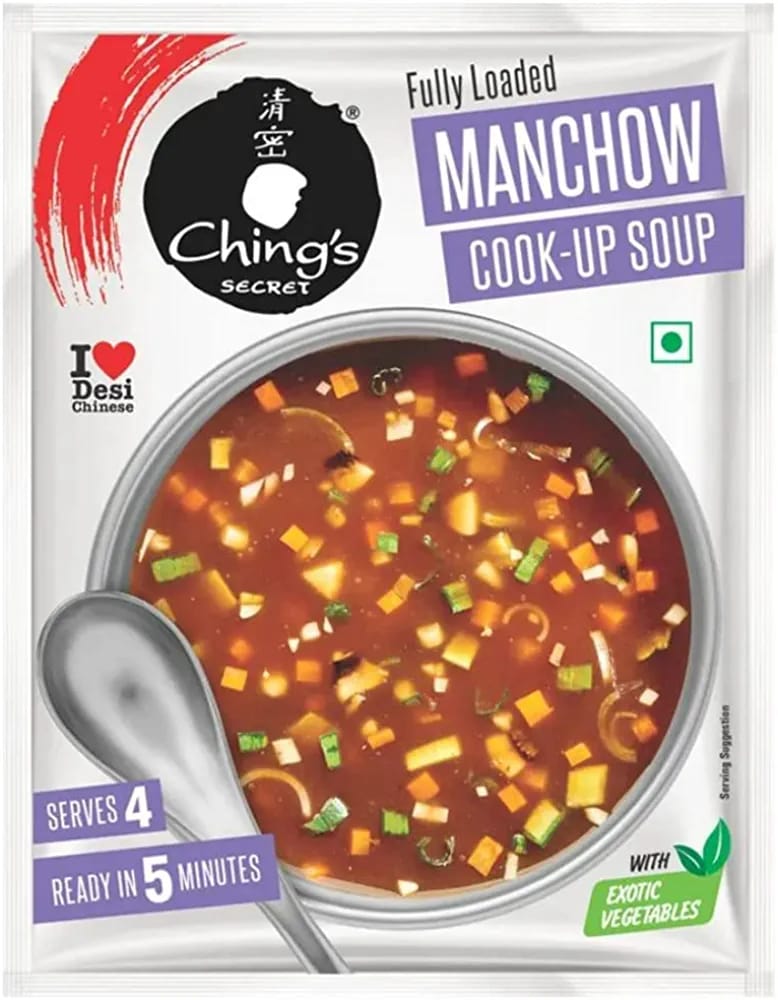 清
密
®
Ching's
SECRET
Fully Loaded
MANCHOW
COOK-UP SOUP
I ♥
Desi
Chinese
Serving Suggestion
SERVES 4
READY IN 5 MINUTES
WITH
EXOTIC
VEGETABLES